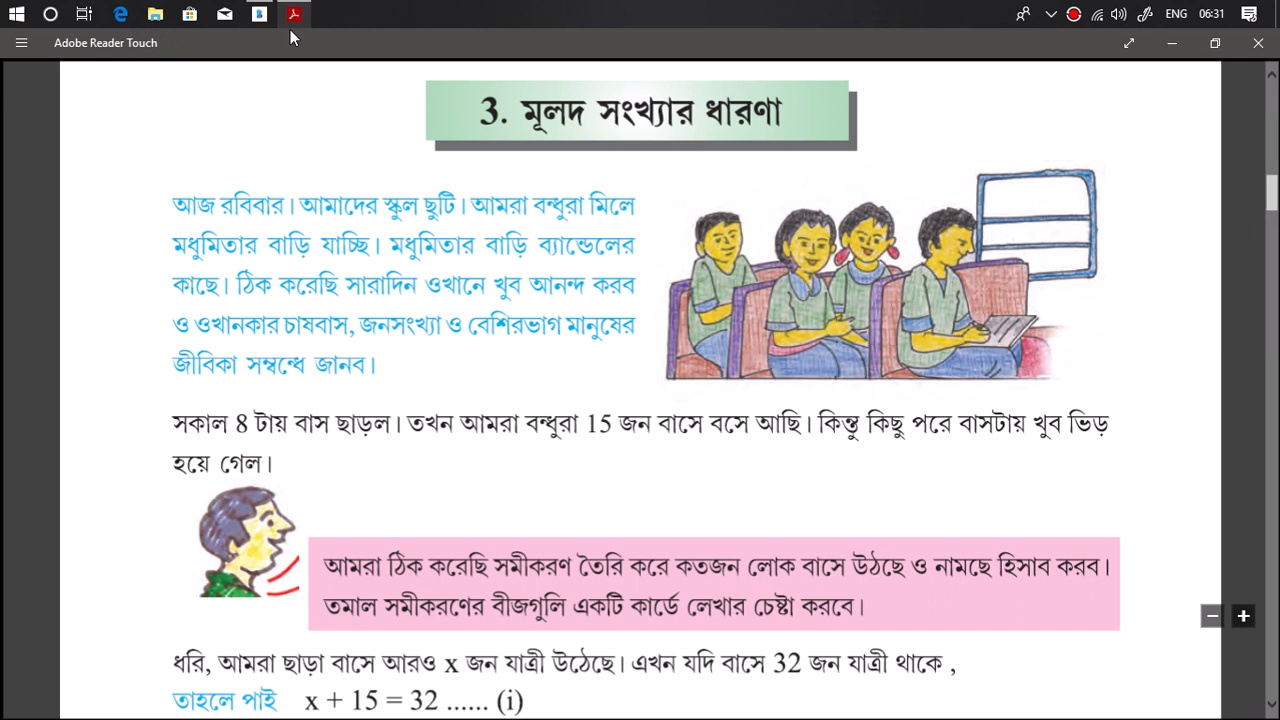 ENG 06:31
Adobe Reader Touch
3. মূলদ সংখ্যার ধারণা
আজ রবিবার। আমাদের স্কুল ছুটি। আমরা বন্ধুরা মিলে
মধুমিতার বাড়ি যাচ্ছি। মধুমিতার বাড়ি ব্যান্ডেলের
কাছে। ঠিক করেছি সারাদিন ওখানে খুব আনন্দ করব
ও ওখানকার চাষবাস, জনসংখ্যা ও বেশিরভাগ মানুষের
জীবিকা সম্বন্ধে জানব।
সকাল 8 টায় বাস ছাড়ল। তখন আমরা বন্ধুরা 15 জন বাসে বসে আছি। কিন্তু কিছু পরে বাসটায় খুব ভিড়
হয়ে গেল।
আমরা ঠিক করেছি সমীকরণ তৈরি করে কতজন লোক বাসে উঠছে ও নামছে হিসাব করব।
তমাল সমীকরণের বীজগুলি একটি কার্ডে লেখার চেষ্টা করবে।
ধরি, আমরা ছাড়া বাসে আরও x জন যাত্রী উঠেছে। এখন যদি বাসে 32 জন যাত্রী থাকে ,
তাহলে পাই x + 15 = 32 ...... (i)